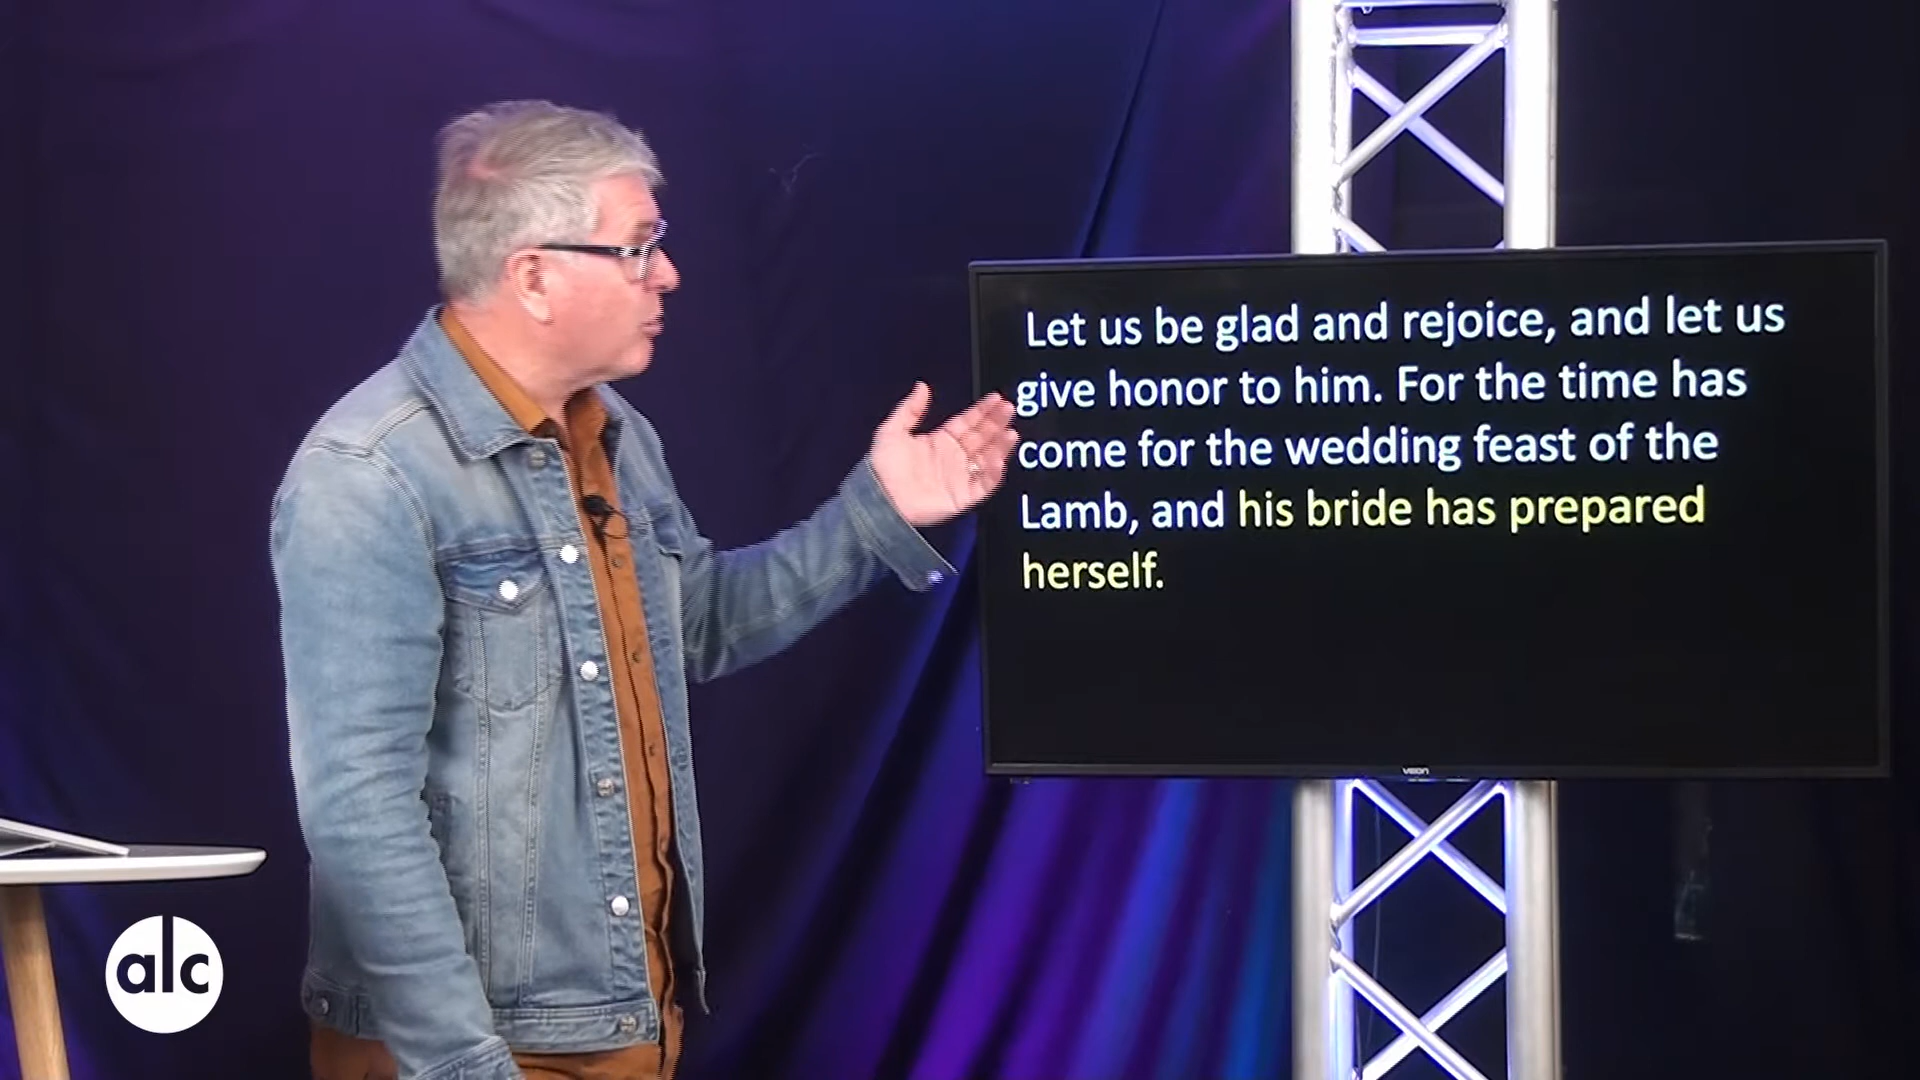 Let us be glad and rejoice, and let us
give honor to him. For the time has
come for the wedding feast of the
Lamb, and his bride has prepared
herself.
veon
alc